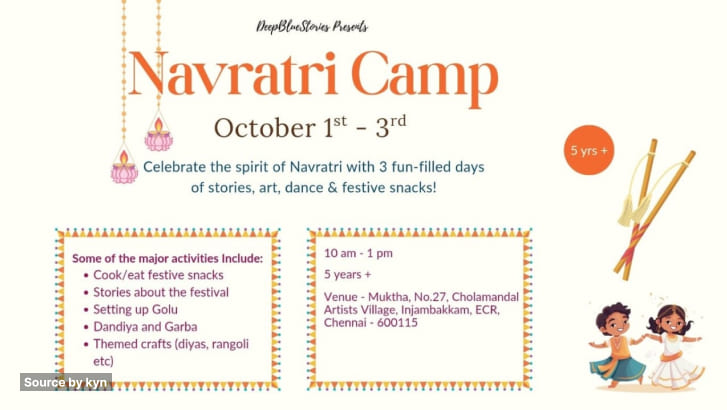 DeepBlueStories Presents
Navratri Camp
October 1st - 3rd
Celebrate the spirit of Navratri with 3 fun-filled days
of stories, art, dance & festive snacks!
5 yrs +
Some of the major activities Include:
• Cook/eat festive snacks
• Stories about the festival
• Setting up Golu
• Dandiya and Garba
• Themed crafts (diyas, rangoli
etc)
10 am - 1 pm
5 years +
Venue - Muktha, No.27, Cholamandal
Artists Village, Injambakkam, ECR,
Chennai - 600115
Source by kyn